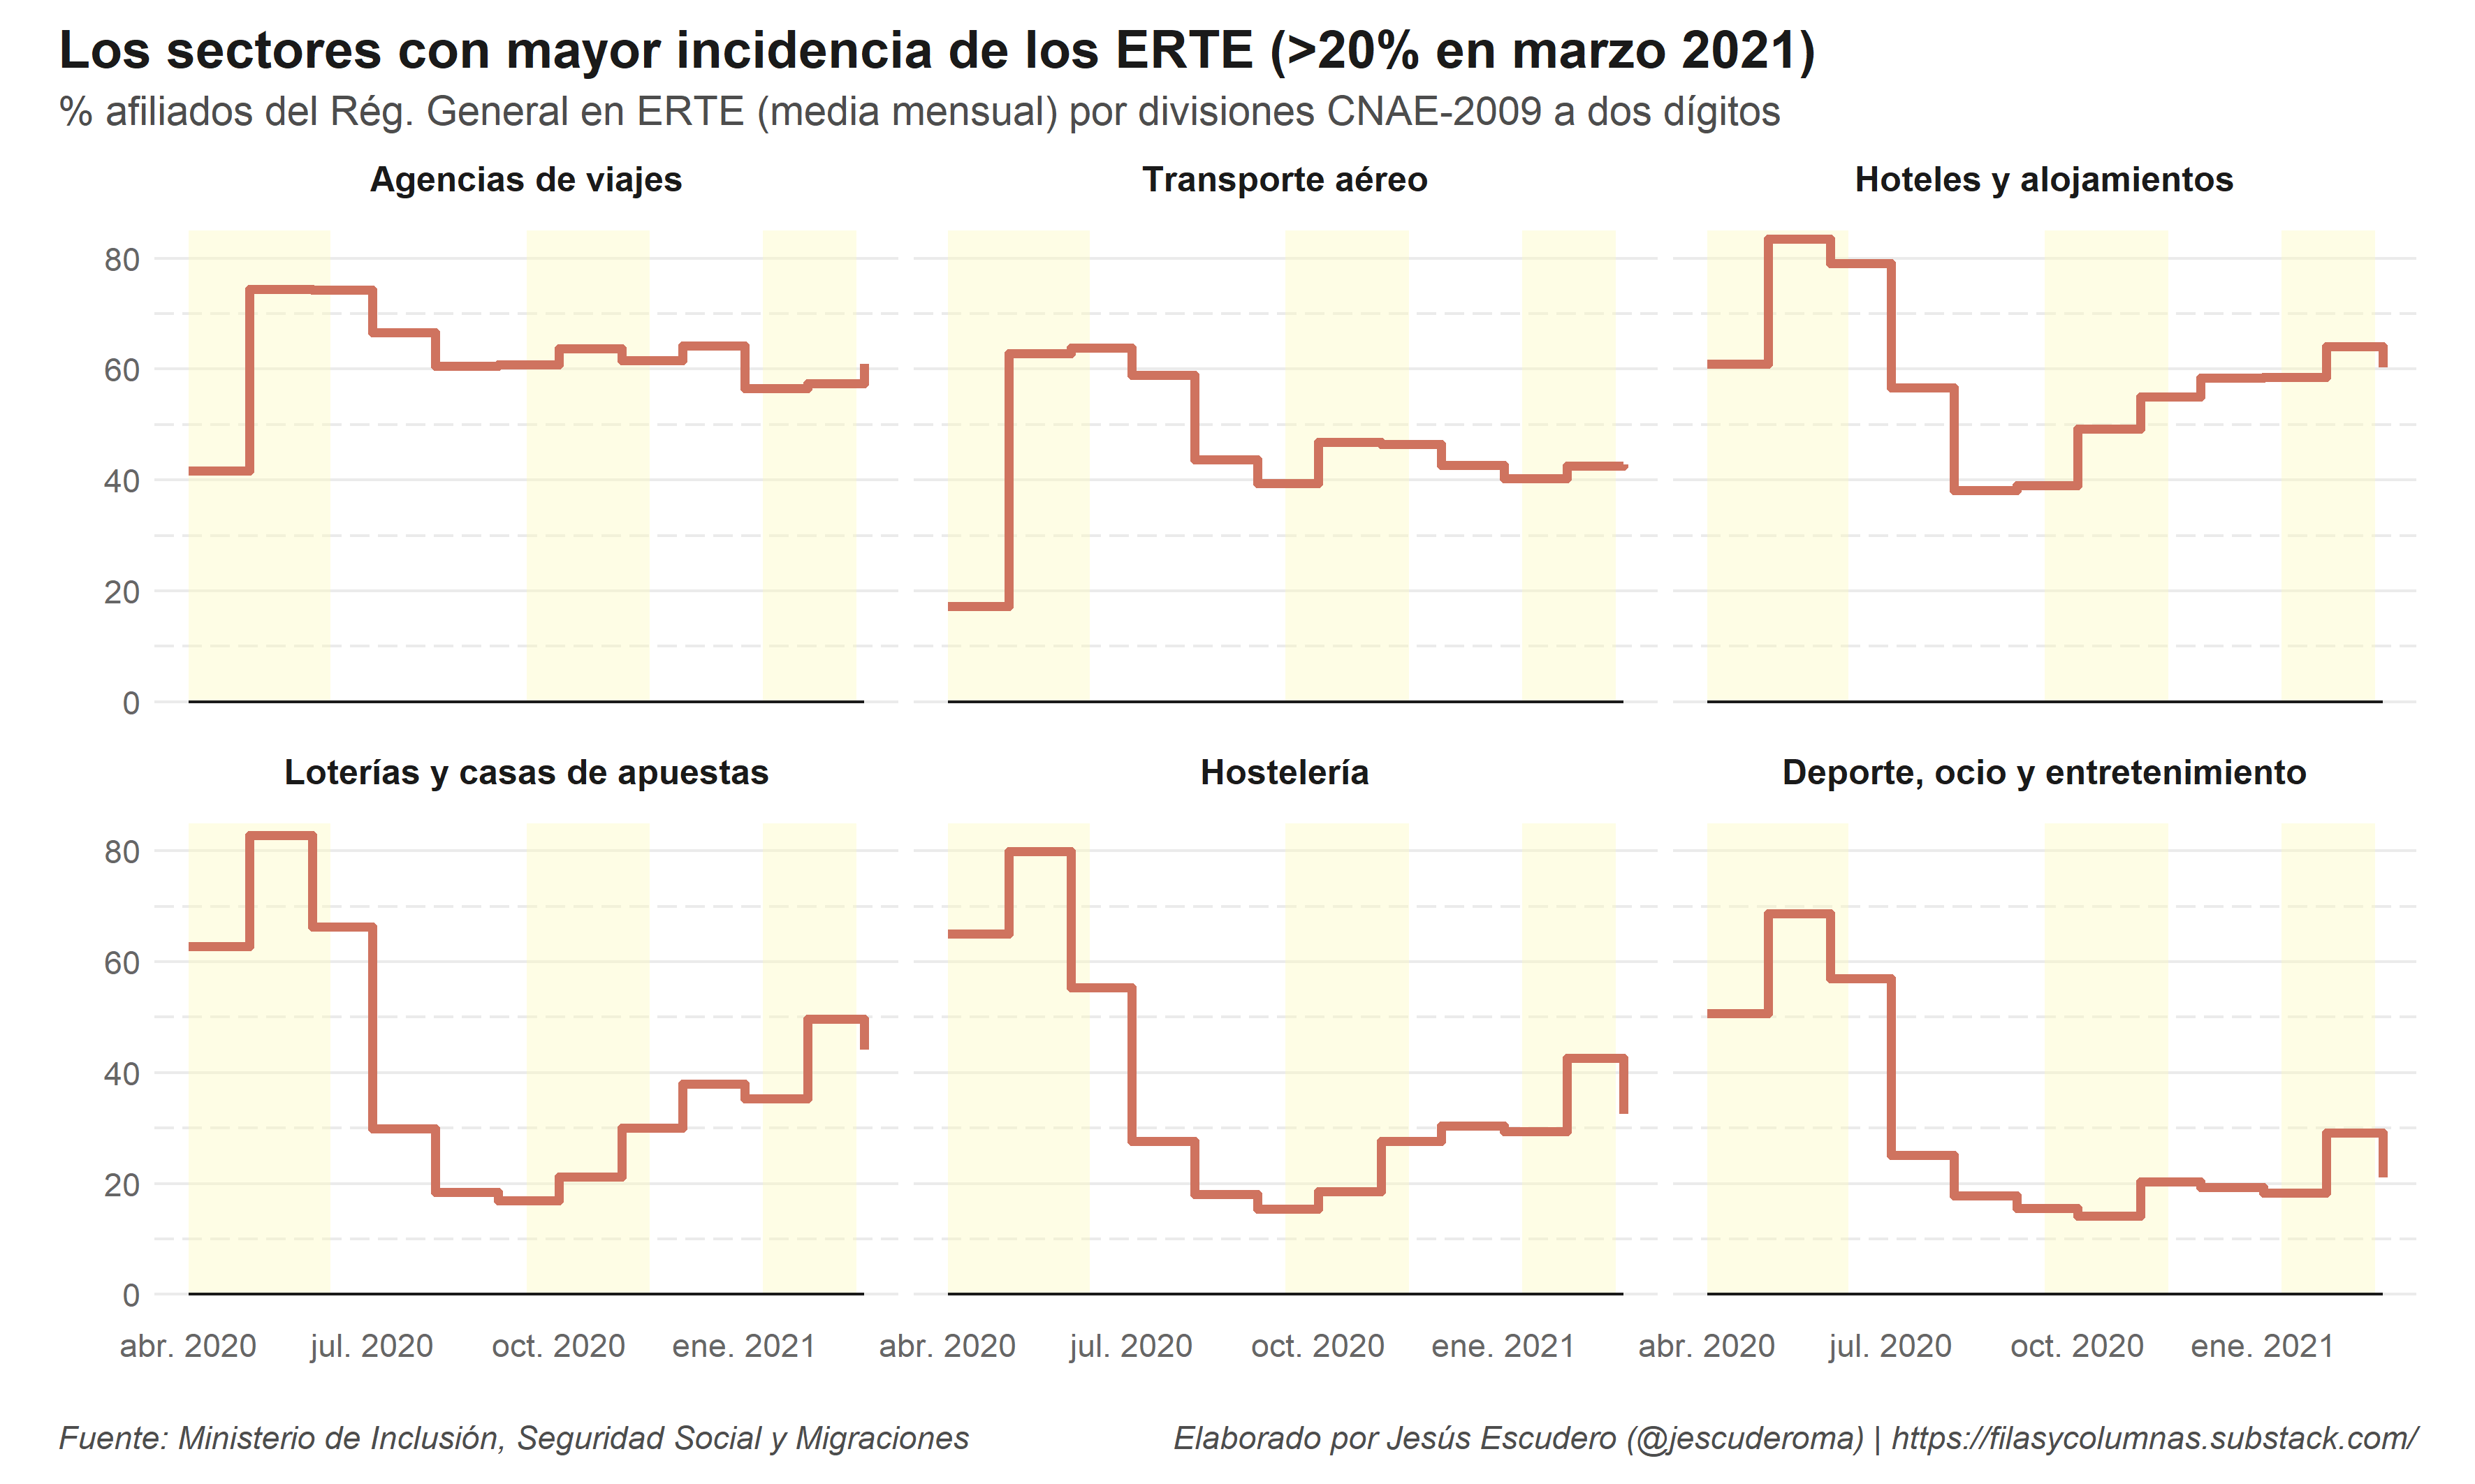 Los sectores con mayor incidencia de los ERTE (>20% en marzo 2021)
% afiliados del Rég. General en ERTE (media mensual) por divisiones CNAE-2009 a dos dígitos
Agencias de viajes
Transporte aéreo
Hoteles y alojamientos
80
60
40
20
0
Loterías y casas de apuestas
Hostelería
Deporte, ocio y entretenimiento
80
60
40
20
0
abr. 2020 jul. 2020 oct. 2020 ene. 2021
abr. 2020 jul. 2020 oct. 2020 ene. 2021
abr. 2020 jul. 2020 oct. 2020 ene. 2021
Fuente: Ministerio de Inclusión, Seguridad Social y Migraciones
Elaborado por Jesús Escudero (@jescuderoma) | https://filasycolumnas.substack.com/